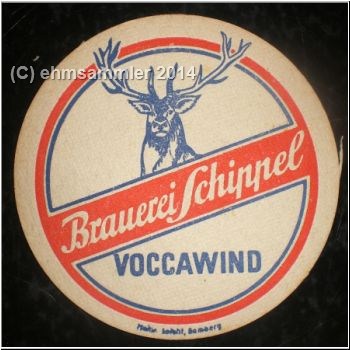 (C) ehmsammler 2014
Brauerei Schippel
VOCCAWIND
Bamberg